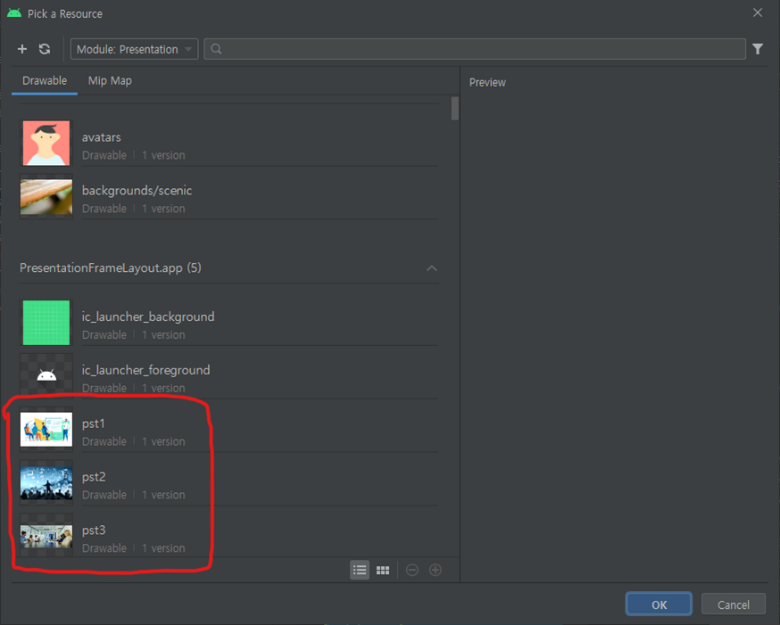 Pick a Resource
Module: Presentation
Drawable Mip Map
Preview
avatars
Drawable | 1 version
backgrounds/scenic
Drawable | 1 version
PresentationFrameLayout.app (5)
ic_launcher_background
Drawable | 1 version
ic_launcher_foreground
Drawable | 1 version
pst1
Drawable | 1 version
pst2
Drawable | 1 version
pst3
Drawable | 1 version
OK Cancel